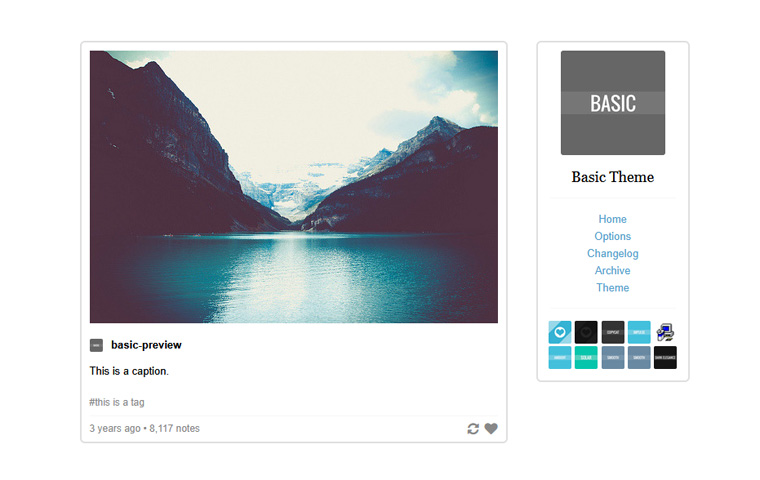 basic-preview
This is a caption.
#this is a tag
3 years ago • 8,117 notes
BASIC
Basic Theme
Home
Options
Changelog
Archive
Theme